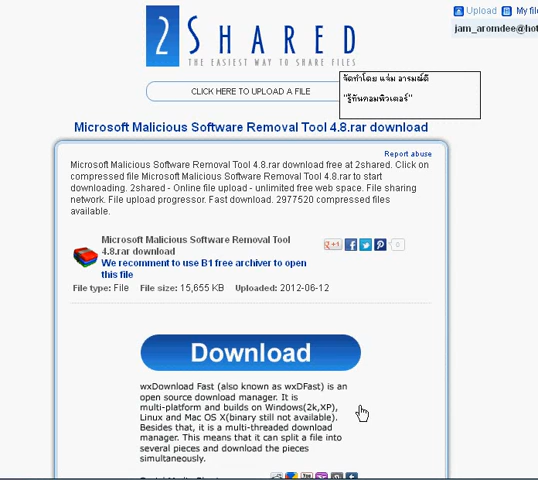 Upload My file
jam_aromdee@hot
2SHARED
THE EASIEST WAY TO SHARE FILES
CLICK HERE TO UPLOAD A FILE
จัดทำโดย แจ่ม อารมณ์ดี
"รู้ทันคอมพิวเตอร์"
Microsoft Malicious Software Removal Tool 4.8.rar download
Report abuse
Microsoft Malicious Software Removal Tool 4.8.rar download free at 2shared. Click on
compressed file Microsoft Malicious Software Removal Tool 4.8.rar to start
downloading. 2shared - Online file upload - unlimited free web space. File sharing
network. File upload progressor. Fast download. 2977520 compressed files
available.
Microsoft Malicious Software Removal Tool
4.8.rar download
+1 0
We recomment to use B1 free archiver to open
this file
File type: File File size: 15,655 KB Uploaded: 2012-06-12
Download
wxDownload Fast (also known as wxDFast) is an
open source download manager. It is
multi-platform and builds on Windows(2k,XP),
Linux and Mac OS X(binary still not available).
Besides that, it is a multi-threaded download
manager. This means that it can split a file into
several pieces and download the pieces
simultaneously.